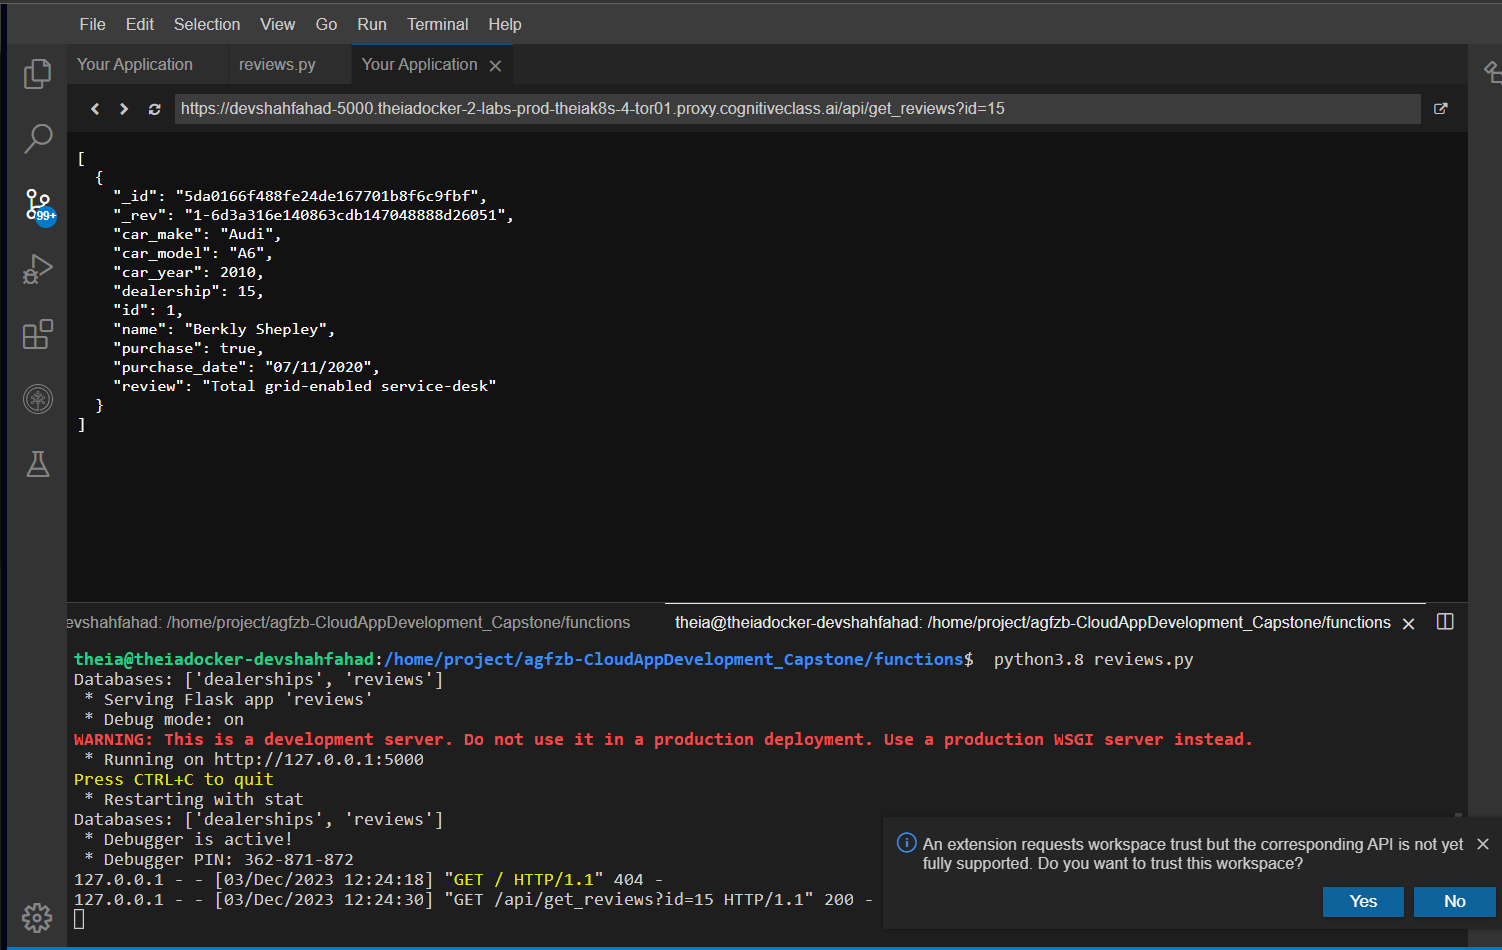 File Edit Selection View Go Run Terminal Help
Your Application reviews.py Your Application
https://devshahfahad-5000.theiadocker-2-labs-prod-theiak8s-4-tor01.proxy.cognitiveclass.ai/api/get_reviews?id=15
[
{
"_id": "5da0166f488fe24de167701b8f6c9fbf",
"_rev": "1-6d3a316e140863cdb147048888d26051",
"car_make": "Audi",
"car_model": "A6",
"car_year": 2010,
"dealership": 15,
"id": 1,
"name": "Berkly Shepley",
"purchase": true,
"purchase_date": "07/11/2020",
"review": "Total grid-enabled service-desk"
}
]
99+
evshahfahad: /home/project/agfzb-CloudAppDevelopment_Capstone/functions theia@theiadocker-devshahfahad: /home/project/agfzb-CloudAppDevelopment_Capstone/functions
theia@theiadocker-devshahfahad:/home/project/agfzb-CloudAppDevelopment_Capstone/functions$ python3.8 reviews.py
Databases: ['dealerships', 'reviews']
* Serving Flask app 'reviews'
* Debug mode: on
WARNING: This is a development server. Do not use it in a production deployment. Use a production WSGI server instead.
* Running on http://127.0.0.1:5000
Press CTRL+C to quit
* Restarting with stat
Databases: ['dealerships', 'reviews']
* Debugger is active!
* Debugger PIN: 362-871-872
127.0.0.1 - - [03/Dec/2023 12:24:18] "GET / HTTP/1.1" 404 -
127.0.0.1 - - [03/Dec/2023 12:24:30] "GET /api/get_reviews?id=15 HTTP/1.1" 200 -
An extension requests workspace trust but the corresponding API is not yet
fully supported. Do you want to trust this workspace?
Yes No